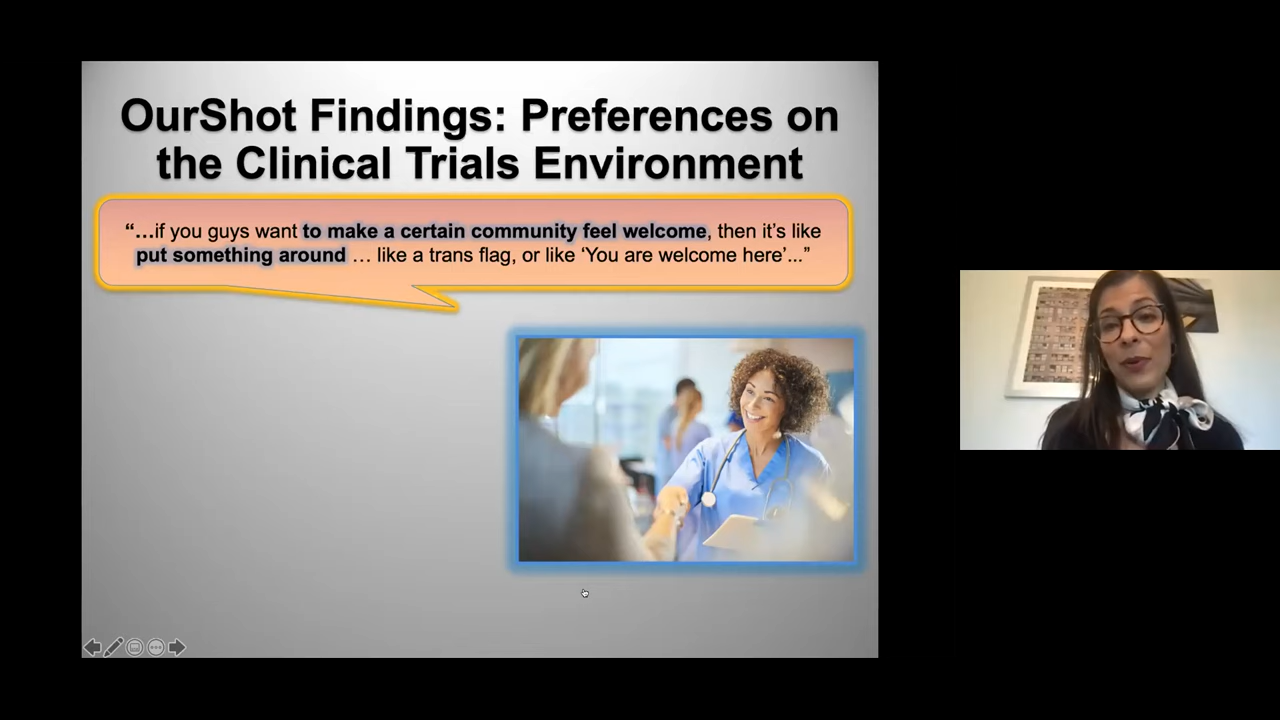 OurShot Findings: Preferences on
the Clinical Trials Environment
“…if you guys want to make a certain community feel welcome, then it’s like
put something around … like a trans flag, or like ‘You are welcome here’...”